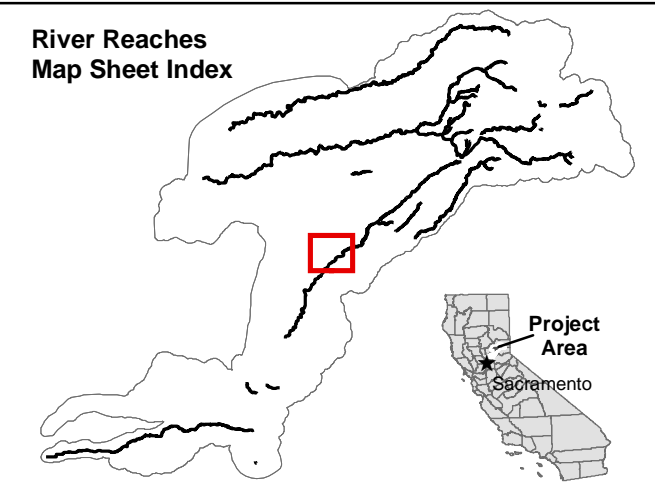 River Reaches
Map Sheet Index
Project
Area
Sacramento